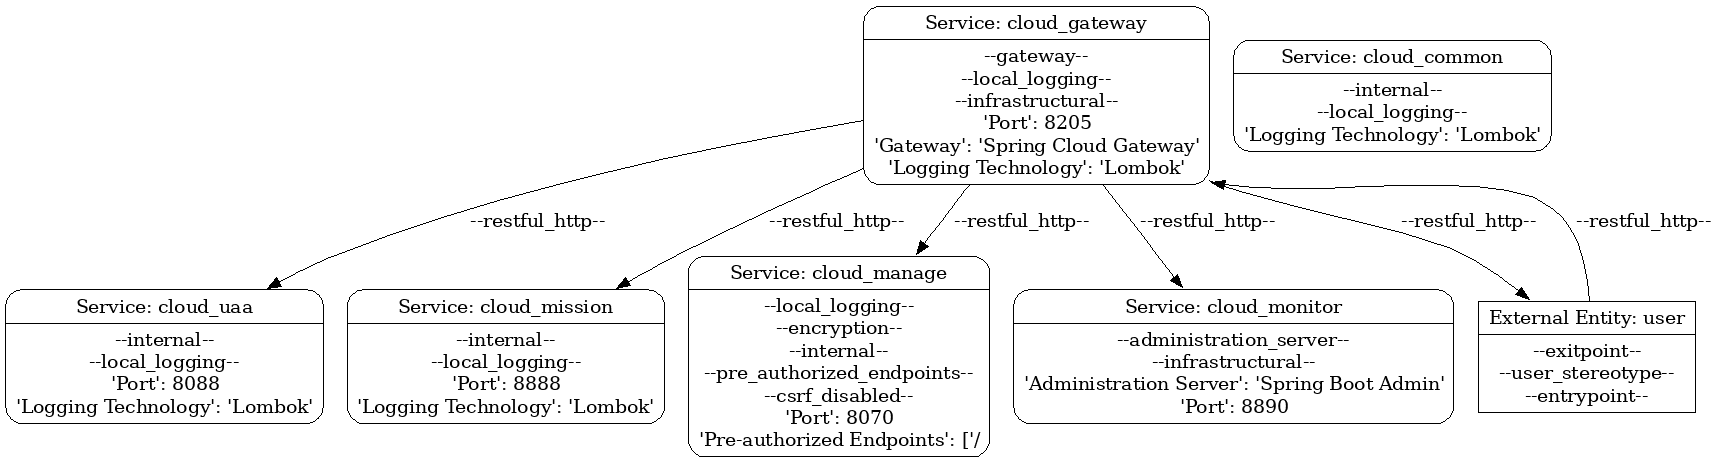 Service: cloud_gateway
--gateway--
--local_logging--
--infrastructural--
'Port': 8205
'Gateway': 'Spring Cloud Gateway'
'Logging Technology': 'Lombok'
Service: cloud_common
--internal--
--local_logging--
'Logging Technology': 'Lombok'
--restful_http--
--restful_http--
--restful_http--
--restful_http--
--restful_http--
--restful_http--
Service: cloud_uaa
--internal--
--local_logging--
'Port': 8088
'Logging Technology': 'Lombok'
Service: cloud_mission
--internal--
--local_logging--
'Port': 8888
'Logging Technology': 'Lombok'
Service: cloud_manage
--local_logging--
--encryption--
--internal--
--pre_authorized_endpoints--
--csrf_disabled--
'Port': 8070
'Pre-authorized Endpoints': ['/
Service: cloud_monitor
--administration_server--
--infrastructural--
'Administration Server': 'Spring Boot Admin'
'Port': 8890
External Entity: user
--exitpoint--
--user_stereotype--
--entrypoint--